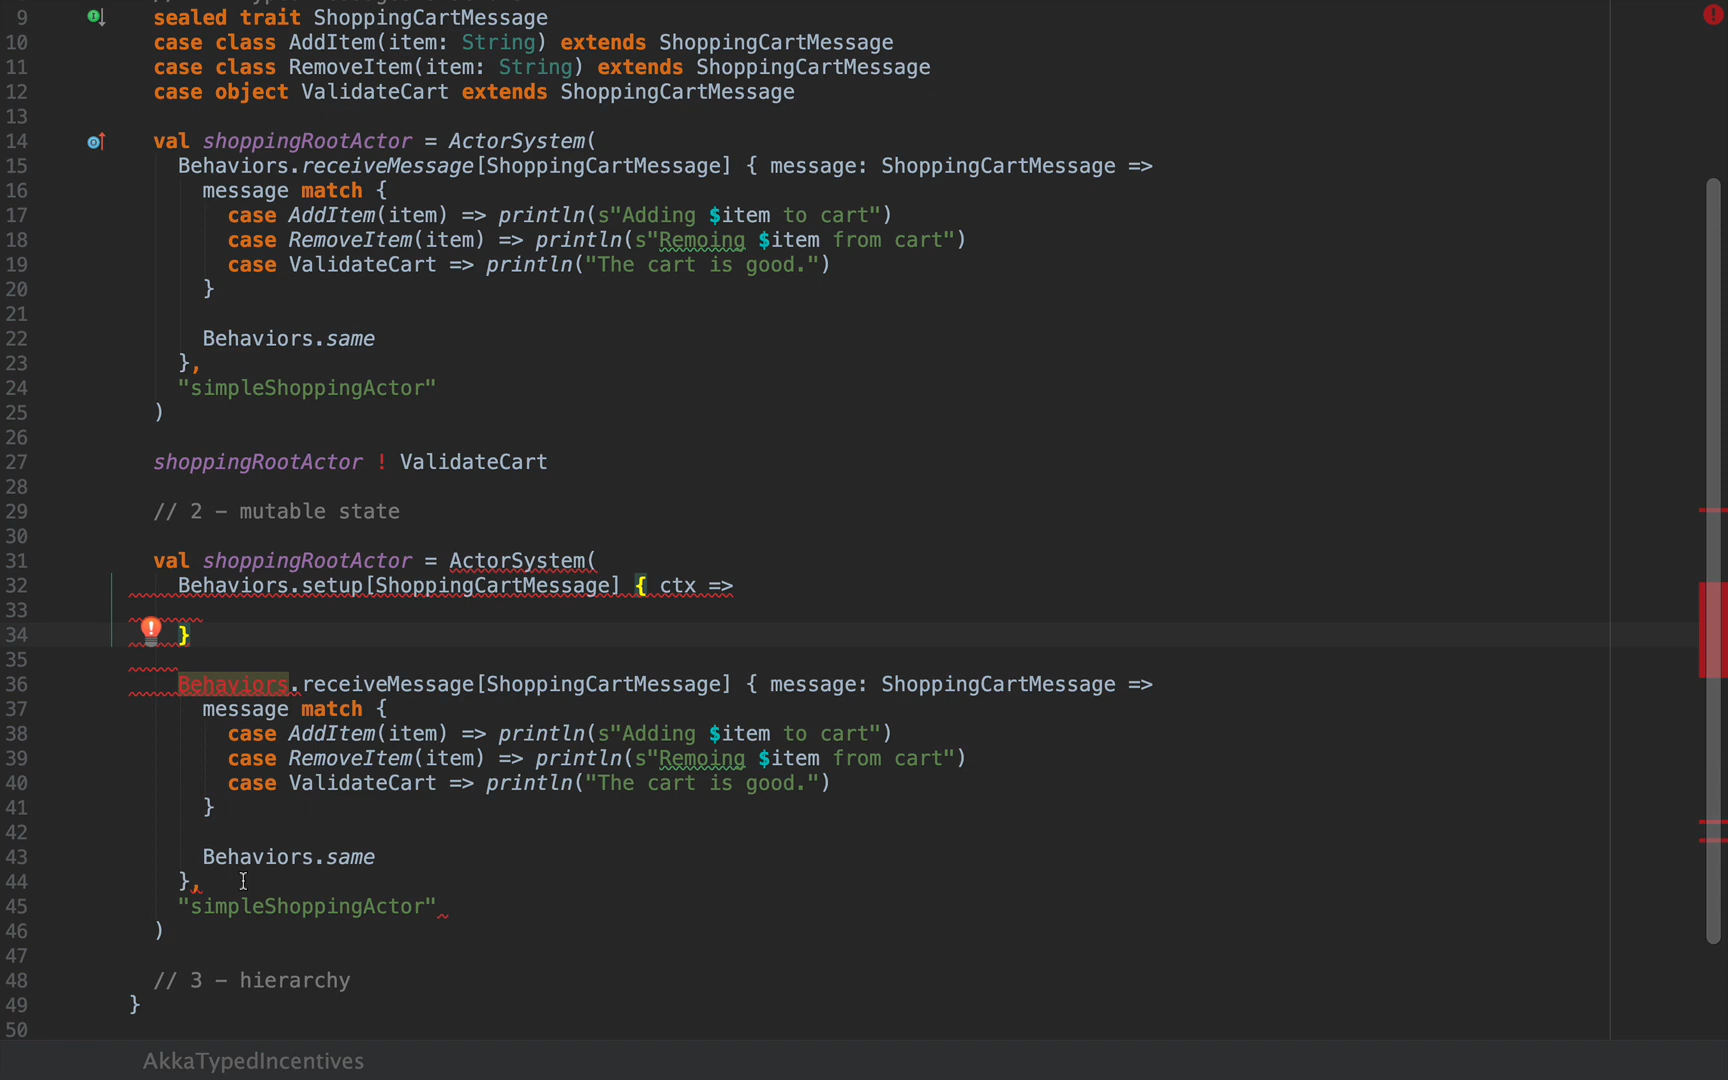 9 sealed trait ShoppingCartMessage
10 case class AddItem(item: String) extends ShoppingCartMessage
11 case class RemoveItem(item: String) extends ShoppingCartMessage
12 case object ValidateCart extends ShoppingCartMessage
13
14 val shoppingRootActor = ActorSystem(
15 Behaviors.receiveMessage[ShoppingCartMessage] { message: ShoppingCartMessage =>
16 message match {
17 case AddItem(item) => println(s"Adding $item to cart")
18 case RemoveItem(item) => println(s"Remoing $item from cart")
19 case ValidateCart => println("The cart is good.")
20 }
21
22 Behaviors.same
23 },
24 "simpleShoppingActor"
25 )
26
27 shoppingRootActor ! ValidateCart
28
29 // 2 – mutable state
30
31 val shoppingRootActor = ActorSystem(
32 Behaviors.setup[ShoppingCartMessage] { ctx =>
33
34 }
35
36 Behaviors.receiveMessage[ShoppingCartMessage] { message: ShoppingCartMessage =>
37 message match {
38 case AddItem(item) => println(s"Adding $item to cart")
39 case RemoveItem(item) => println(s"Remoing $item from cart")
40 case ValidateCart => println("The cart is good.")
41 }
42
43 Behaviors.same
44 },
45 "simpleShoppingActor"
46 )
47
48 // 3 – hierarchy
49 }
50
AkkaTypedIncentives